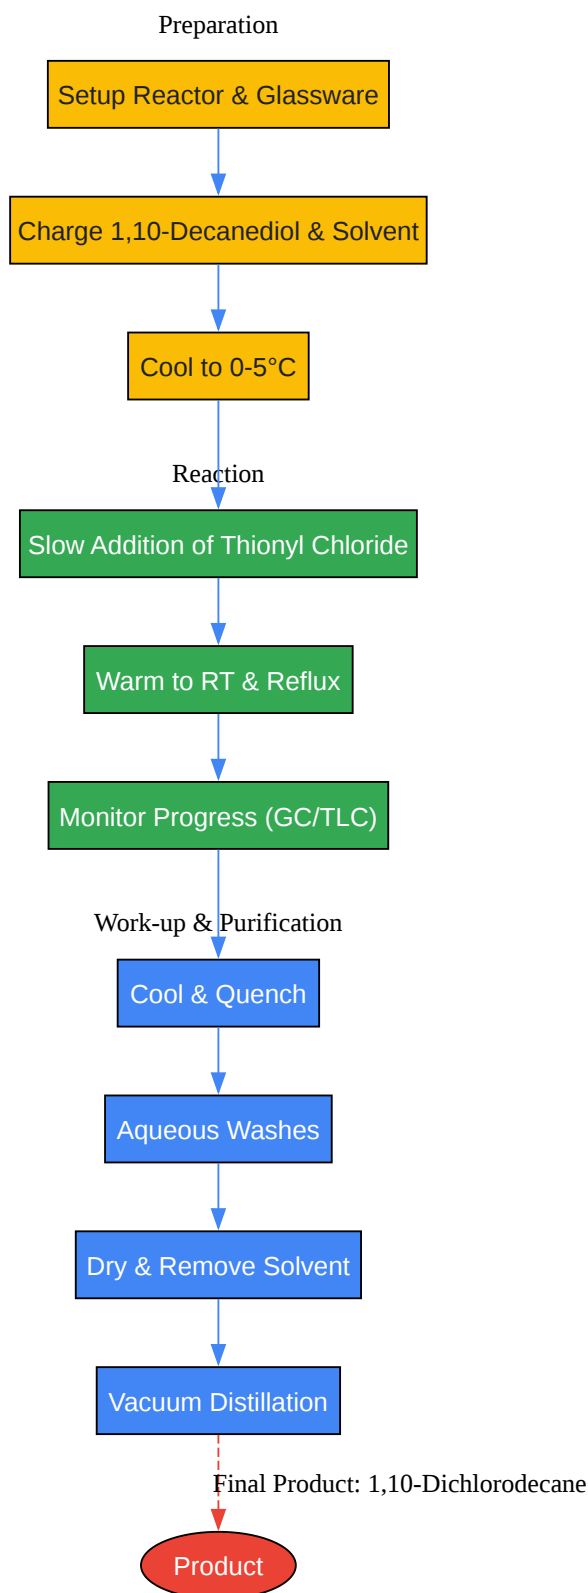 Preparation
Setup Reactor & Glassware
Charge 1,10-Decanediol & Solvent
Cool to 0-5°C
Reaction
Slow Addition of Thionyl Chloride
Warm to RT & Reflux
Monitor Progress (GC/TLC)
Work-up & Purification
Cool & Quench
Aqueous Washes
Dry & Remove Solvent
Vacuum Distillation
Final Product: 1,10-Dichlorodecane
Product